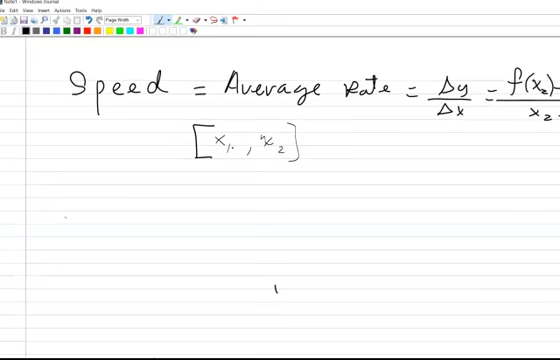 Note1 - Windows Journal
File Edit View Insert Actions Tools Help
Page Width
Speed = Average Rate = Δy/Δx = f(x₂)-/x₂
[x₁, x₂]